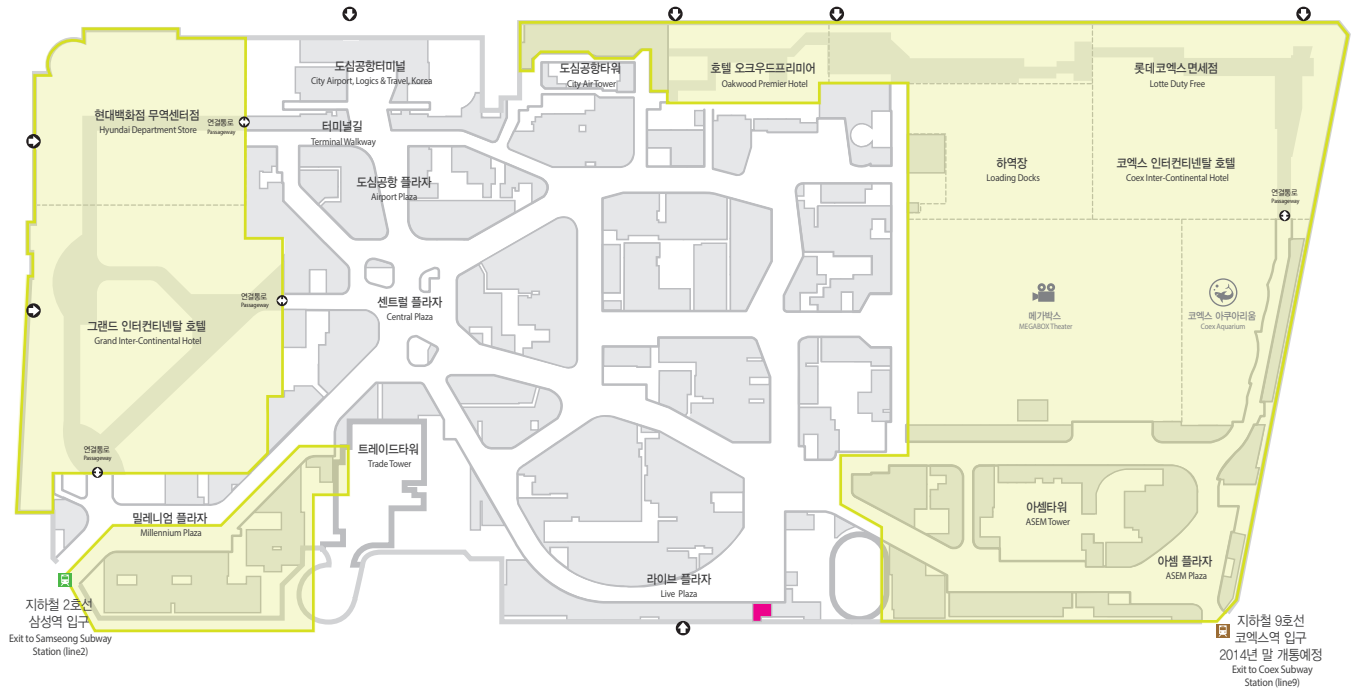 도심공항터미널
City Airport, Logics & Travel, Korea
도심공항타워
City Air Tower
호텔 오크우드프리미어
Oakwood Premier Hotel
롯데코엑스면세점
Lotte Duty Free
현대백화점 무역센터점
Hyundai Department Store
연결통로
Passageway
터미널길
Terminal Walkway
하역장
Loading Docks
코엑스 인터컨티넨탈 호텔
Coex Inter-Continental Hotel
도심공항 플라자
Airport Plaza
연결통로
Passageway
연결통로
Passageway
센트럴 플라자
Central Plaza
메가박스
MEGABOX Theater
코엑스 아쿠아리움
Coex Aquarium
그랜드 인터컨티넨탈 호텔
Grand Inter-Continental Hotel
연결통로
Passageway
트레이드타워
Trade Tower
밀레니엄 플라자
Millennium Plaza
아셈타워
ASEM Tower
아셈 플라자
ASEM Plaza
라이브 플라자
Live Plaza
지하철 2호선
삼성역 입구
Exit to Samseong Subway
Station (line2)
지하철 9호선
코엑스역 입구
2014년 말 개통예정
Exit to Coex Subway
Station (line9)